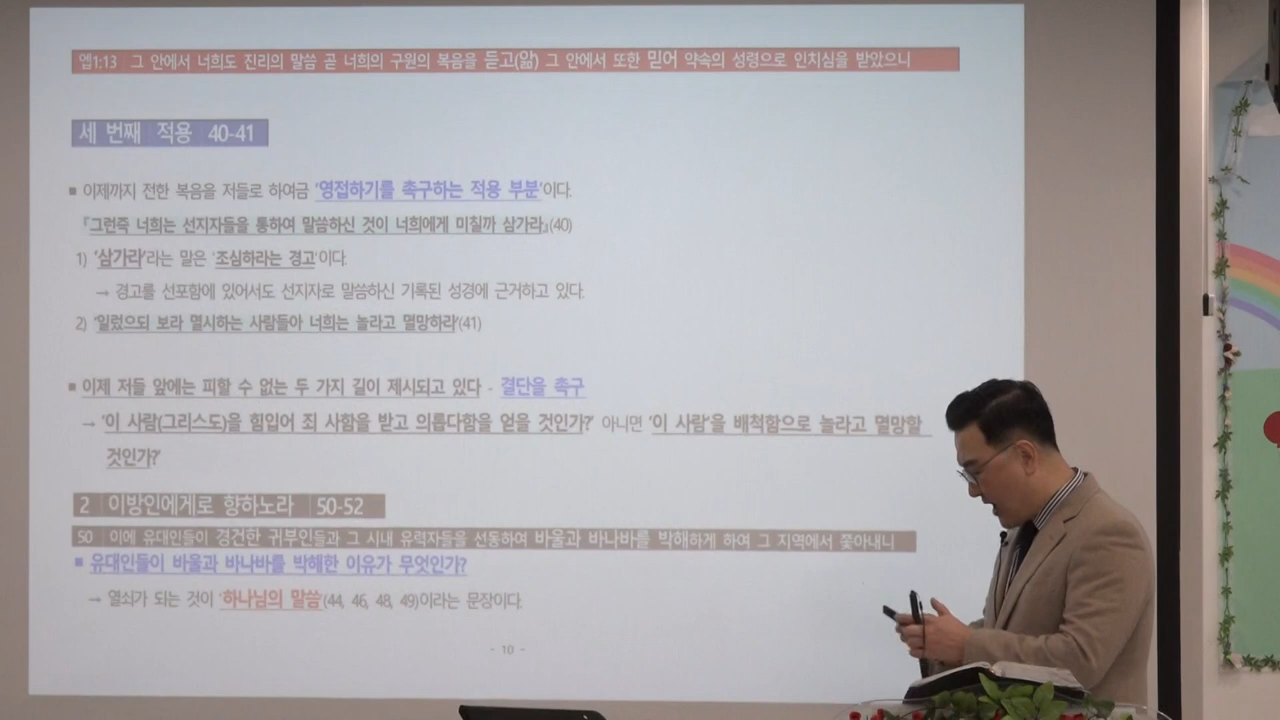 엡1:13 그 안에서 너희도 진리의 말씀 곧 너희의 구원의 복음을 듣고(앎) 그 안에서 또한 믿어 약속의 성령으로 인치심을 받았으니
세 번째 적용 40-41
■ 이제까지 전한 복음을 저들로 하여금 '영접하기를 촉구하는 적용 부분'이다.
『그런즉 너희는 선지자들을 통하여 말씀하신 것이 너희에게 미칠까 삼가라』(40)
1) '삼가라'라는 말은 '조심하라는 경고'이다.
→ 경고를 선포함에 있어서도 선지자로 말씀하신 기록된 성경에 근거하고 있다.
2) '일렀으되 보라 멸시하는 사람들아 너희는 놀라고 멸망하라'(41)
■ 이제 저들 앞에는 피할 수 없는 두 가지 길이 제시되고 있다 - 결단을 촉구
→ '이 사람(그리스도)을 힘입어 죄 사함을 받고 의롭다함을 얻을 것인가?' 아니면 '이 사람'을 배척함으로 놀라고 멸망할
것인가?'
2 이방인에게로 향하노라 50-52
50 이에 유대인들이 경건한 귀부인들과 그 시내 유력자들을 선동하여 바울과 바나바를 박해하게 하여 그 지역에서 쫓아내니
■ 유대인들이 바울과 바나바를 박해한 이유가 무엇인가?
→ 열쇠가 되는 것이 '하나님의 말씀'(44, 46, 48, 49)이라는 문장이다.
- 10 -